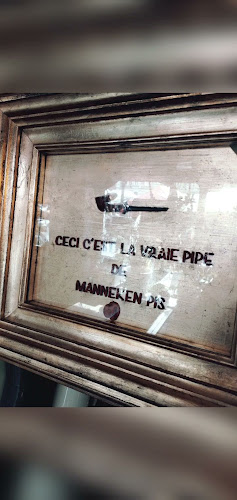 CECI C'EST LA VRAIE PIPE
DE
MANNEKEN PIS